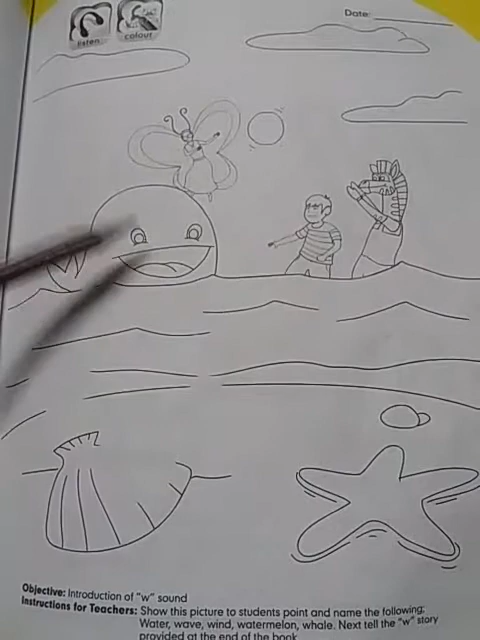 Date:
listen
colour
Objective: Introduction of "w" sound
Instructions for Teachers: Show this picture to students point and name the following:
Water, wave, wind, watermelon, whale. Next tell the "w" story
provided at the end of the book